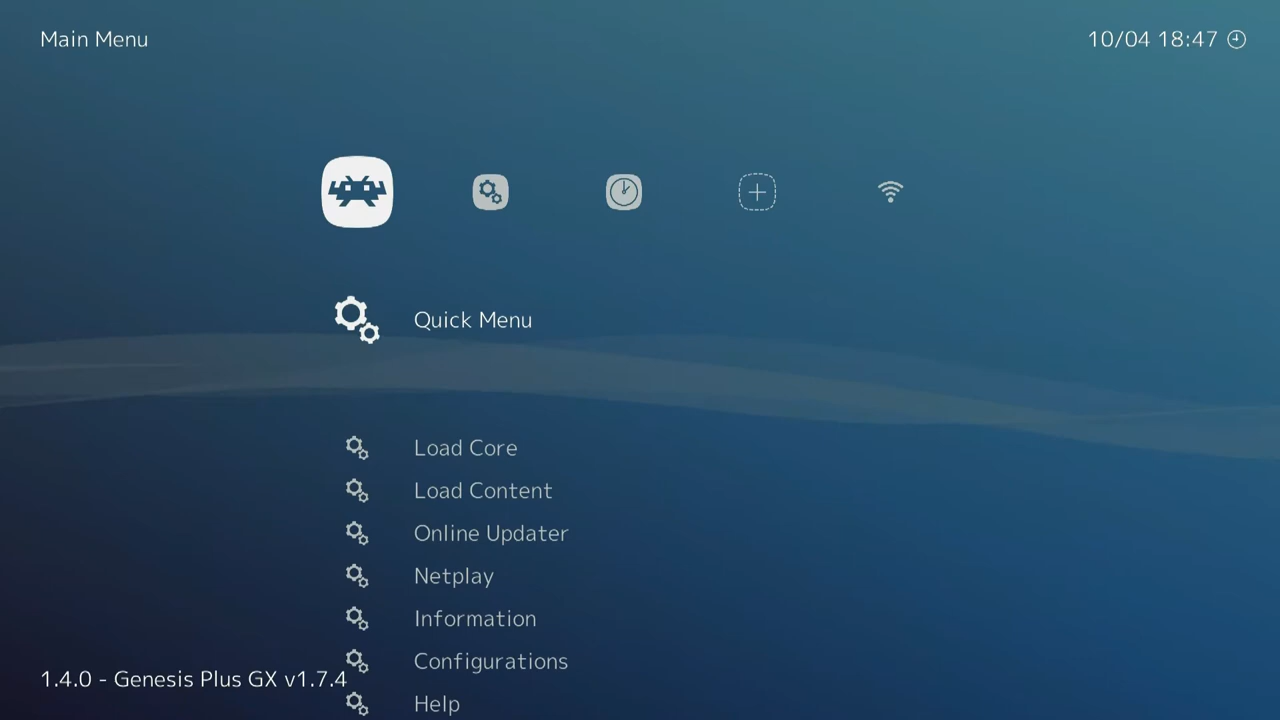 Main Menu
10/04 18:47
Quick Menu
Load Core
Load Content
Online Updater
Netplay
Information
Configurations
1.4.0 - Genesis Plus GX v1.7.4
Help